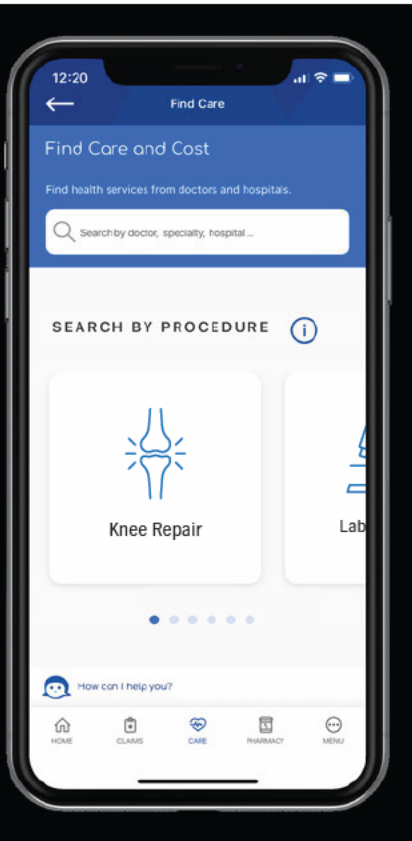 12:20
Find Care
Find Care and Cost
Find health services from doctors and hospitals.
Search by doctor, specialty, hospital ...
SEARCH BY PROCEDURE
Knee Repair
Lab
How can I help you?
HOME CLAIMS CARE PHARMACY MENU